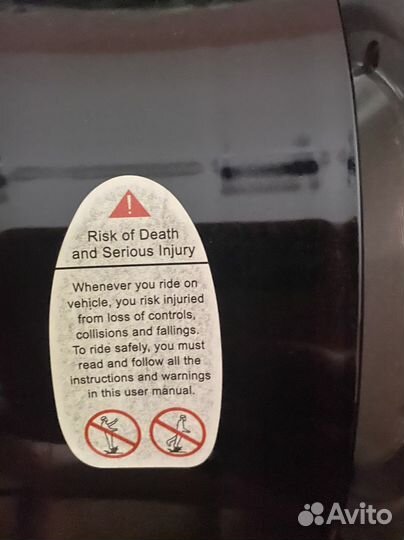 !
Risk of Death
and Serious Injury
Whenever you ride on
vehicle, you risk injuried
from loss of controls,
collisions and fallings.
To ride safely, you must
read and follow all the
instructions and warnings
in this user manual.
Avito